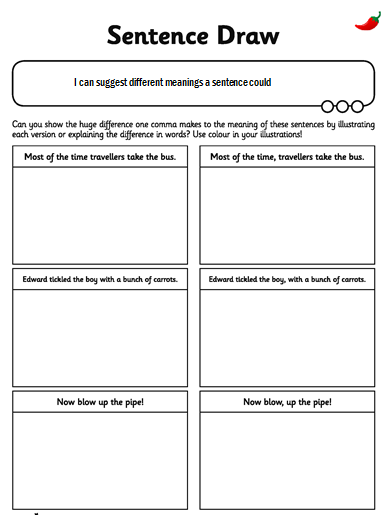 Sentence Draw
I can suggest different meanings a sentence could
Can you show the huge difference one comma makes to the meaning of these sentences by illustrating
each version or explaining the difference in words? Use colour in your illustrations!
Most of the time travellers take the bus.
Most of the time, travellers take the bus.
Edward tickled the boy with a bunch of carrots.
Edward tickled the boy, with a bunch of carrots.
Now blow up the pipe!
Now blow, up the pipe!